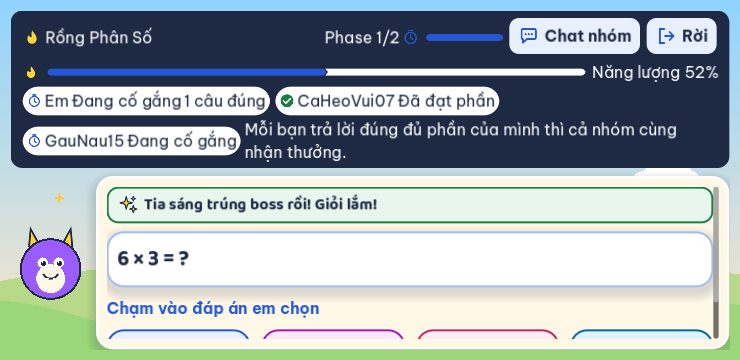 Rồng Phân Số
Phase 1/2
Chat nhóm
Rời
Năng lượng 52%
Em Đang cố gắng 1 câu đúng
CaHeoVui07 Đã đạt phần
GauNau15 Đang cố gắng
Mỗi bạn trả lời đúng đủ phần của mình thì cả nhóm cùng
nhận thưởng.
Tia sáng trúng boss rồi! Giỏi lắm!
6 × 3 = ?
Chạm vào đáp án em chọn